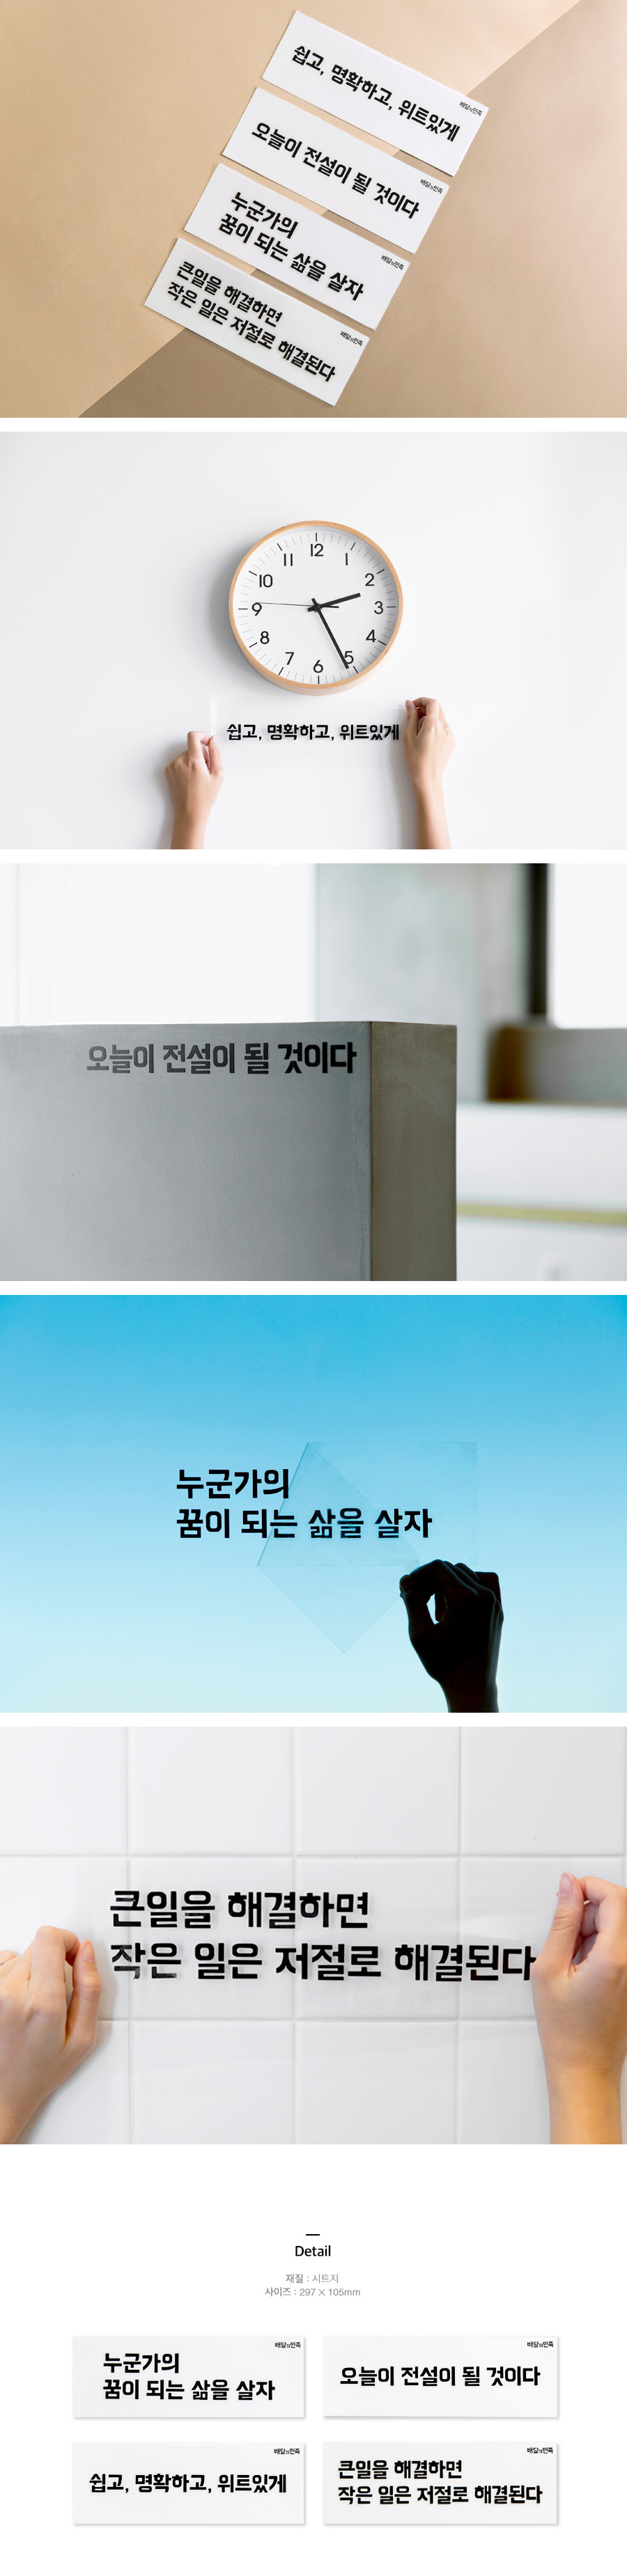 쉽고, 명확하고, 위트있게
배달의민족
오늘이 전설이 될 것이다
배달의민족
누군가의
꿈이 되는 삶을 살자
배달의민족
큰일을 해결하면
작은 일은 저절로 해결된다
배달의민족
12
11
1
10
2
9
3
8
4
7
5
6
쉽고, 명확하고, 위트있게
오늘이 전설이 될 것이다
누군가의
꿈이 되는 삶을 살자
큰일을 해결하면
작은 일은 저절로 해결된다
Detail
재질 : 시트지
사이즈 : 297 X 105mm
배달의민족
누군가의
꿈이 되는 삶을 살자
배달의민족
오늘이 전설이 될 것이다
배달의민족
쉽고, 명확하고, 위트있게
배달의민족
큰일을 해결하면
작은 일은 저절로 해결된다